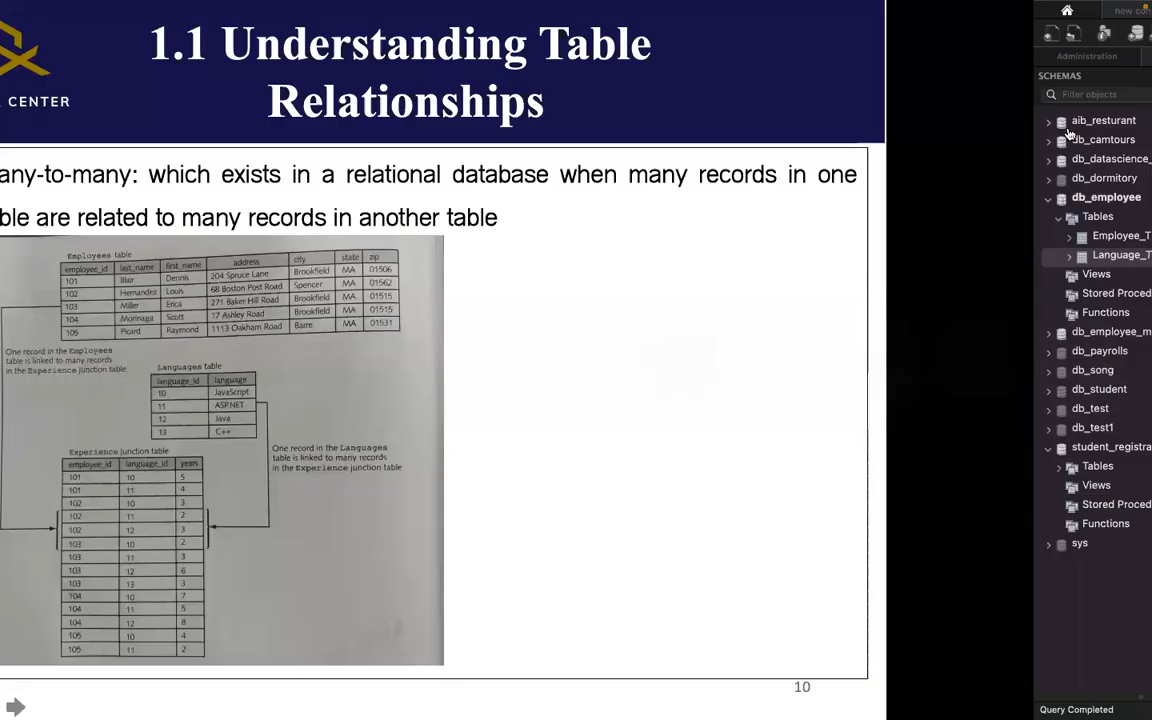 1.1 Understanding Table
Relationships
CENTER
any-to-many: which exists in a relational database when many records in one
ble are related to many records in another table
Employees table
employee_id last_name first_name address city state zip
101 Blair Dennis 204 Spruce Lane Brookfield MA 01506
102 Hernandez Louis 68 Boston Post Road Spencer MA 01562
103 Miller Erica 271 Baker Hill Road Brookfield MA 01515
104 Morinaga Scott 17 Ashley Road Brookfield MA 01515
105 Picard Raymond 1113 Oakham Road Barre MA 01531
One record in the Employees
table is linked to many records
in the Experience junction table
Languages table
language_id language
10 JavaScript
11 ASP.NET
12 Java
13 C++
One record in the Languages
table is linked to many records
in the Experience junction table
Experience junction table
employee_id language_id years
101 10 5
101 11 4
102 10 3
102 11 2
102 12 3
103 10 2
103 11 3
103 12 6
103 13 3
104 10 7
104 11 5
104 12 8
105 10 4
105 11 2
10
new con
Administration
SCHEMAS
Filter objects
aib_resturant
db_camtours
db_datascience_
db_dormitory
db_employee
Tables
Employee_T
Language_T
Views
Stored Proced
Functions
db_employee_m
db_payrolls
db_song
db_student
db_test
db_test1
student_registra
Tables
Views
Stored Proced
Functions
sys
Query Completed